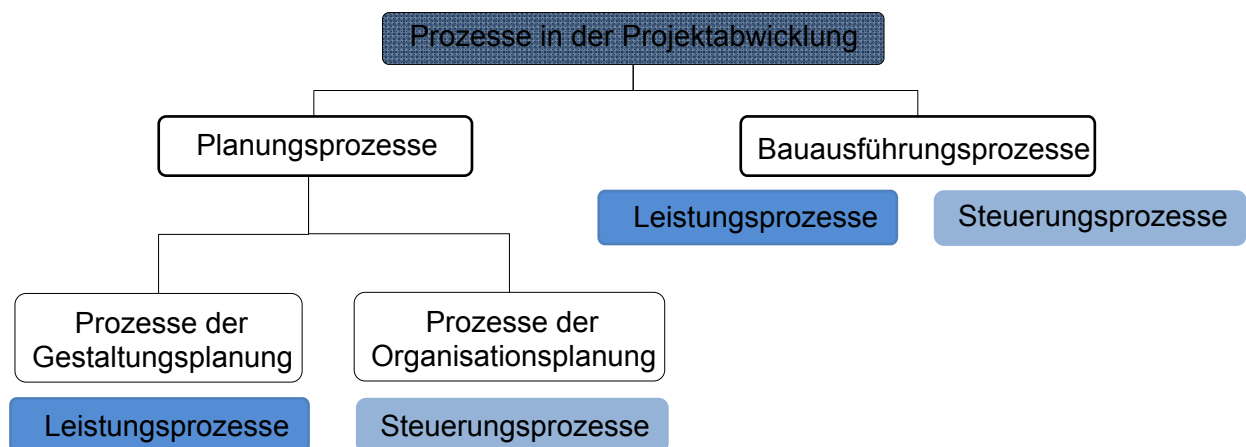 Prozesse in der Projektabwicklung
Planungsprozesse
Bauausführungsprozesse
Leistungsprozesse
Steuerungsprozesse
Prozesse der
Gestaltungsplanung
Prozesse der
Organisationsplanung
Leistungsprozesse
Steuerungsprozesse